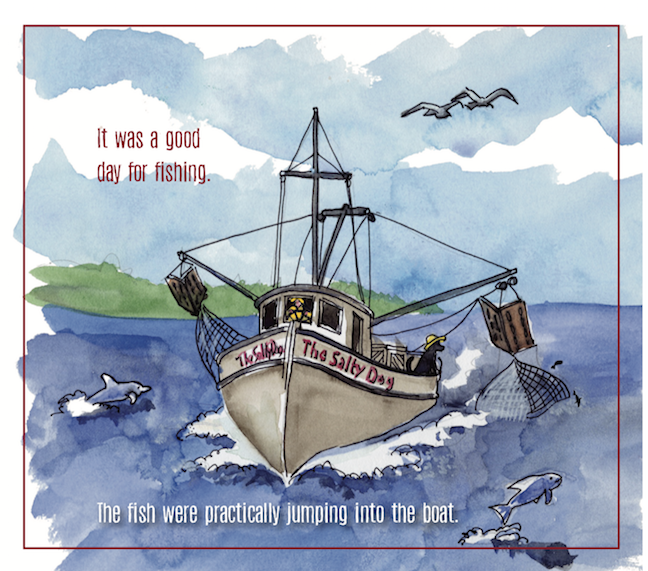 It was a good
day for fishing.
The Salty Dog
The Salty Dog
The fish were practically jumping into the boat.